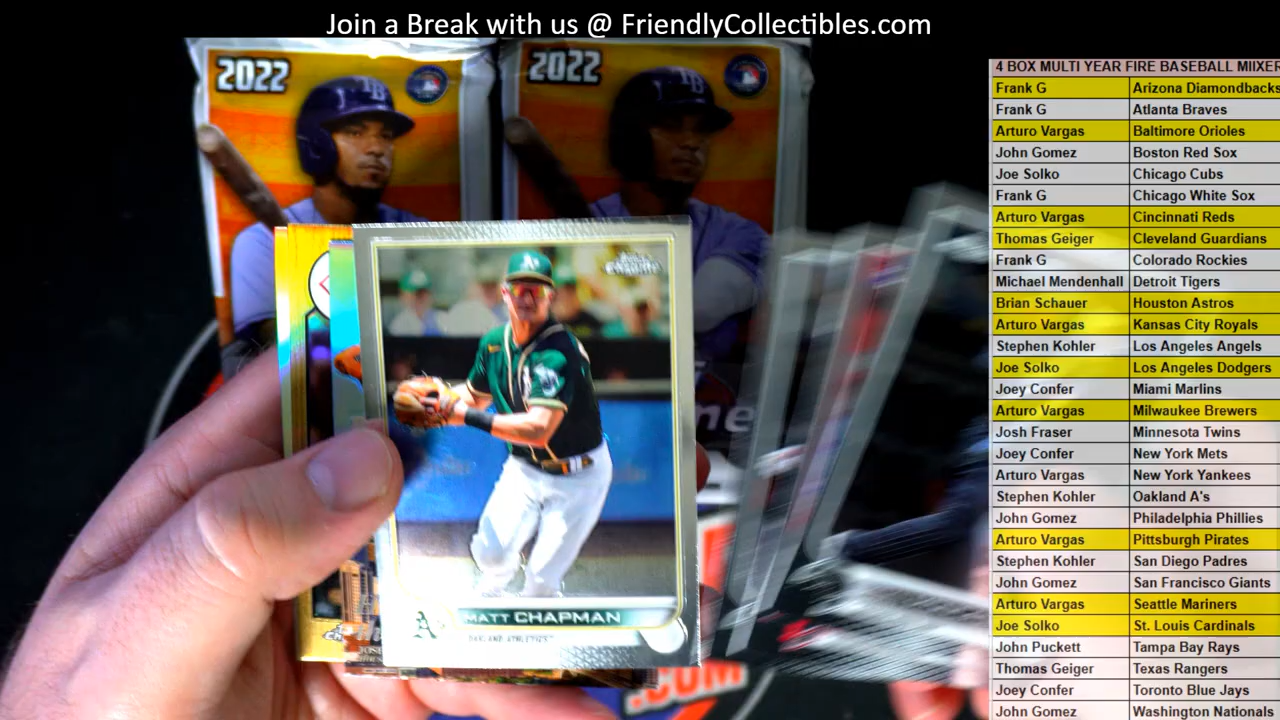 Join a Break with us @ FriendlyCollectibles.com
2022
2022
TB
MATT CHAPMAN
OAKLAND ATHLETICS
A's
.COM
4 BOX MULTI YEAR FIRE BASEBALL MIIXER
Frank G Arizona Diamondbacks
Frank G Atlanta Braves
Arturo Vargas Baltimore Orioles
John Gomez Boston Red Sox
Joe Solko Chicago Cubs
Frank G Chicago White Sox
Arturo Vargas Cincinnati Reds
Thomas Geiger Cleveland Guardians
Frank G Colorado Rockies
Michael Mendenhall Detroit Tigers
Brian Schauer Houston Astros
Arturo Vargas Kansas City Royals
Stephen Kohler Los Angeles Angels
Joe Solko Los Angeles Dodgers
Joey Confer Miami Marlins
Arturo Vargas Milwaukee Brewers
Josh Fraser Minnesota Twins
Joey Confer New York Mets
Arturo Vargas New York Yankees
Stephen Kohler Oakland A's
John Gomez Philadelphia Phillies
Arturo Vargas Pittsburgh Pirates
Stephen Kohler San Diego Padres
John Gomez San Francisco Giants
Arturo Vargas Seattle Mariners
Joe Solko St. Louis Cardinals
John Puckett Tampa Bay Rays
Thomas Geiger Texas Rangers
Joey Confer Toronto Blue Jays
John Gomez Washington Nationals